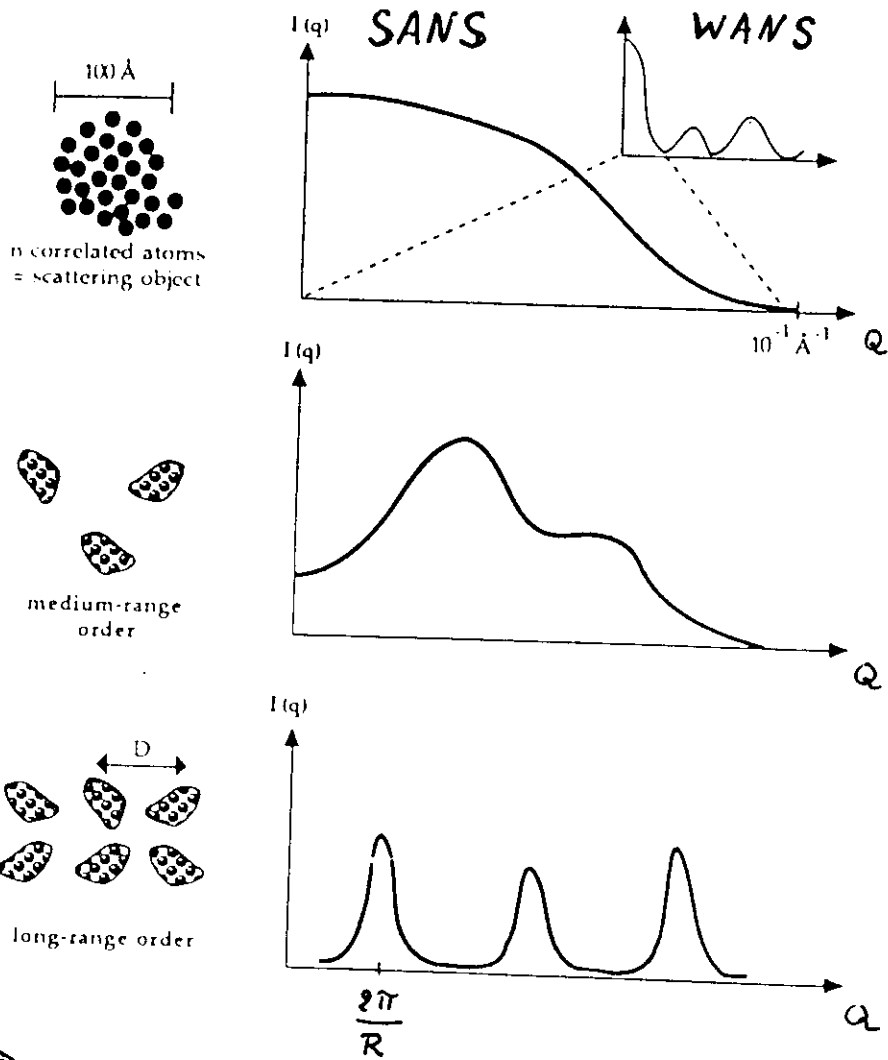 I (q)
SANS
WANS
100 Å
n correlated atoms
= scattering object
10⁻¹ Å⁻¹
Q
I (q)
medium-range
order
Q
I (q)
D
long-range order
2π
R
Q